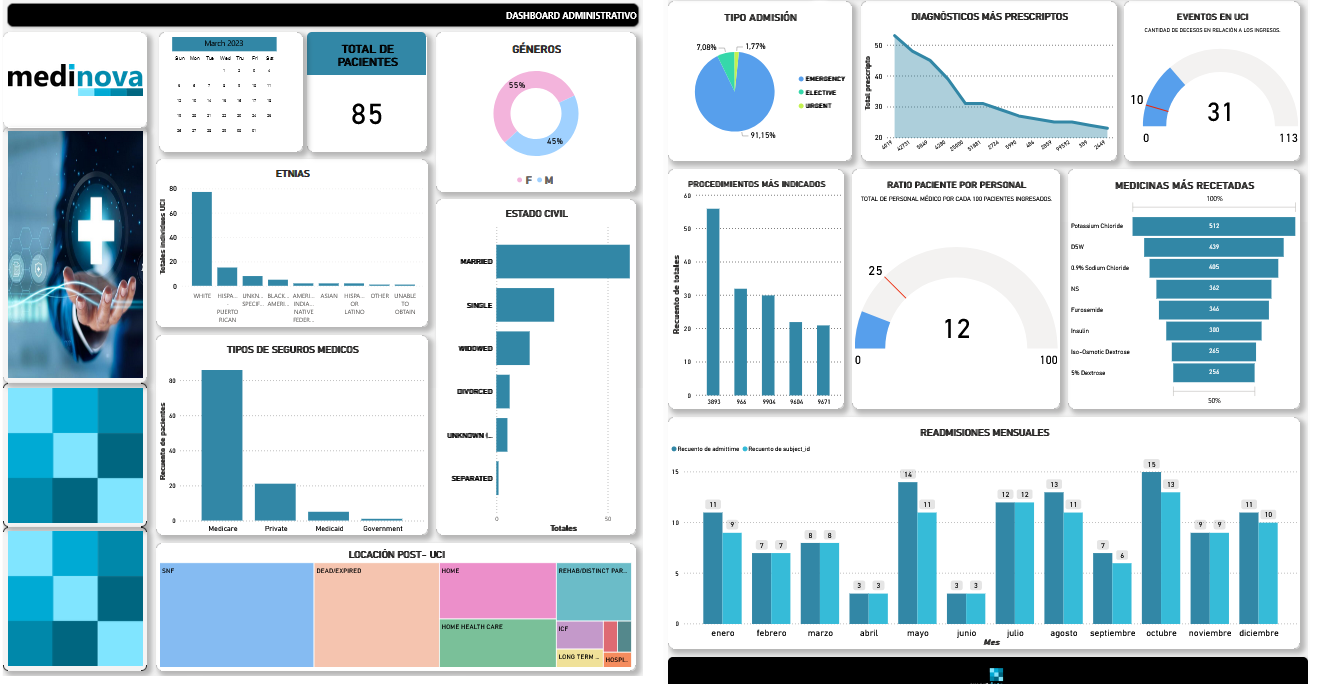 DASHBOARD ADMINISTRATIVO
medinova
March 2023
Sun Mon Tue Wed Thu Fri Sat
1 2 3 4
5 6 7 8 9 10 11
12 13 14 15 16 17 18
19 20 21 22 23 24 25
26 27 28 29 30 31
TOTAL DE
PACIENTES
85
GÉNEROS
55%
45%
F M
ETNIAS
Totales individuos UCI
80
60
40
20
0
WHITE
HISPA...
-
PUERTO
RICAN
UNKN...
SPECIF...
BLACK...
AMERI...
AMERI...
INDIA...
NATIVE
FEDER...
ASIAN
HISPA...
OR
LATINO
OTHER
UNABLE
TO
OBTAIN
ESTADO CIVIL
MARRIED
SINGLE
WIDOWED
DIVORCED
UNKNOWN (...
SEPARATED
0
50
Totales
TIPOS DE SEGUROS MEDICOS
Recuento de pacientes
80
60
40
20
0
Medicare
Private
Medicaid
Government
LOCACIÓN POST- UCI
SNF
DEAD/EXPIRED
HOME
HOME HEALTH CARE
REHAB/DISTINCT PAR...
ICF
LONG TERM ...
HOSPI...
TIPO ADMISIÓN
7,08%
1,77%
91,15%
EMERGENCY
ELECTIVE
URGENT
DIAGNÓSTICOS MÁS PRESCRIPTOS
Total prescripto
50
40
30
20
4019
42731
5849
4280
25000
51881
2724
5990
486
2859
99592
389
2449
EVENTOS EN UCI
CANTIDAD DE DECESOS EN RELACIÓN A LOS INGRESOS.
10
31
0
113
PROCEDIMIENTOS MÁS INDICADOS
Recuento de totales
60
50
40
30
20
10
0
3893
966
9904
9604
9671
RATIO PACIENTE POR PERSONAL
TOTAL DE PERSONAL MÉDICO POR CADA 100 PACIENTES INGRESADOS.
25
12
0
100
MEDICINAS MÁS RECETADAS
100%
Potassium Chloride 512
D5W 439
0.9% Sodium Chloride 405
NS 362
Furosemide 346
Insulin 300
Iso-Osmotic Dextrose 265
5% Dextrose 256
50%
READMISIONES MENSUALES
Recuento de admittime Recuento de subject_id
15
10
5
0
11 9
7 7
8 8
3 3
14 11
3 3
12 12
13 11
7 6
15 13
9 9
11 10
enero febrero marzo abril mayo junio julio agosto septiembre octubre noviembre diciembre
Mes